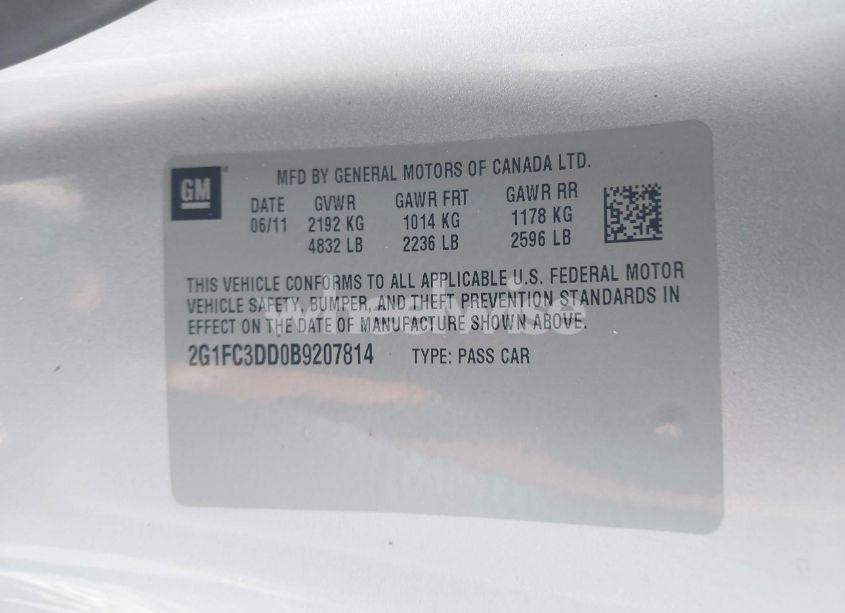 GM
MFD BY GENERAL MOTORS OF CANADA LTD.
DATE GVWR GAWR FRT GAWR RR
06/11 2192 KG 1014 KG 1178 KG
4832 LB 2236 LB 2596 LB
THIS VEHICLE CONFORMS TO ALL APPLICABLE U.S. FEDERAL MOTOR
VEHICLE SAFETY, BUMPER, AND THEFT PREVENTION STANDARDS IN
EFFECT ON THE DATE OF MANUFACTURE SHOWN ABOVE.
2G1FC3DD0B9207814 TYPE: PASS CAR